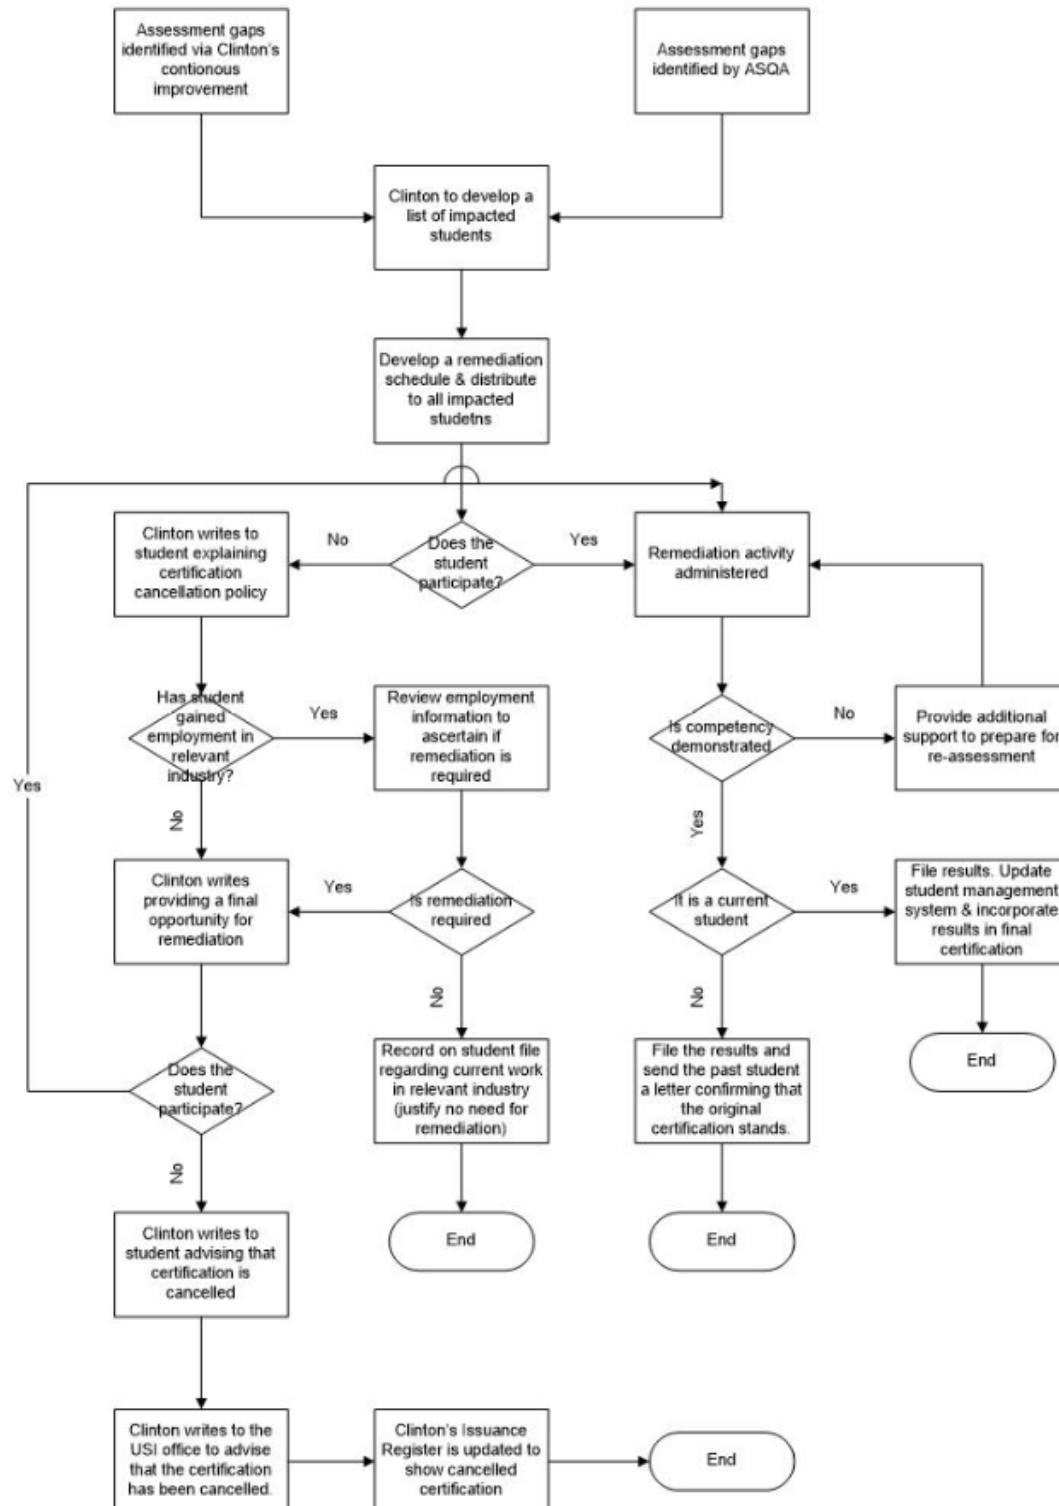 Assessment gaps
identified via Clinton's
contionous
improvement
Assessment gaps
identified by ASQA
Clinton to develop a
list of impacted
students
Develop a remediation
schedule & distribute
to all impacted
studetns
Clinton writes to
student explaining
certification
cancellation policy
No
Does the
student
participate?
Yes
Remediation activity
administered
Has student
gained
employment in
relevant
industry?
Yes
Review employment
information to
ascertain if
remediation is
required
Is competency
demonstrated
No
Provide additional
support to prepare for
re-assessment
Yes
No
Yes
Clinton writes
providing a final
opportunity for
remediation
Yes
Is remediation
required
It is a current
student
Yes
File results. Update
student management
system & incorporate
results in final
certification
No
No
Does the
student
participate?
Record on student file
regarding current work
in relevant industry
(justify no need for
remediation)
File the results and
send the past student
a letter confirming that
the original
certification stands.
End
No
Clinton writes to
student advising that
certification is
cancelled
End
End
Clinton writes to the
USI office to advise
that the certification
has been cancelled.
Clinton's Issuance
Register is updated to
show cancelled
certification
End